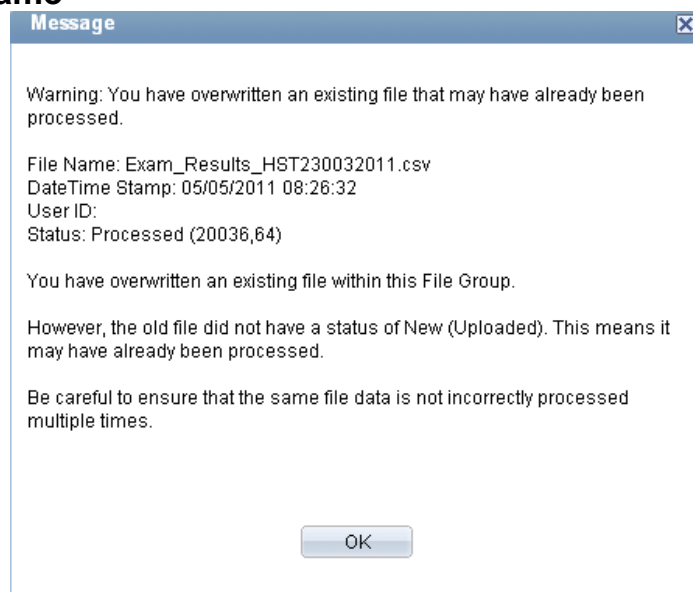 Message
Warning: You have overwritten an existing file that may have already been
processed.
File Name: Exam_Results_HST230032011.csv
DateTime Stamp: 05/05/2011 08:26:32
User ID:
Status: Processed (20036,64)
You have overwritten an existing file within this File Group.
However, the old file did not have a status of New (Uploaded). This means it
may have already been processed.
Be careful to ensure that the same file data is not incorrectly processed
multiple times.
OK